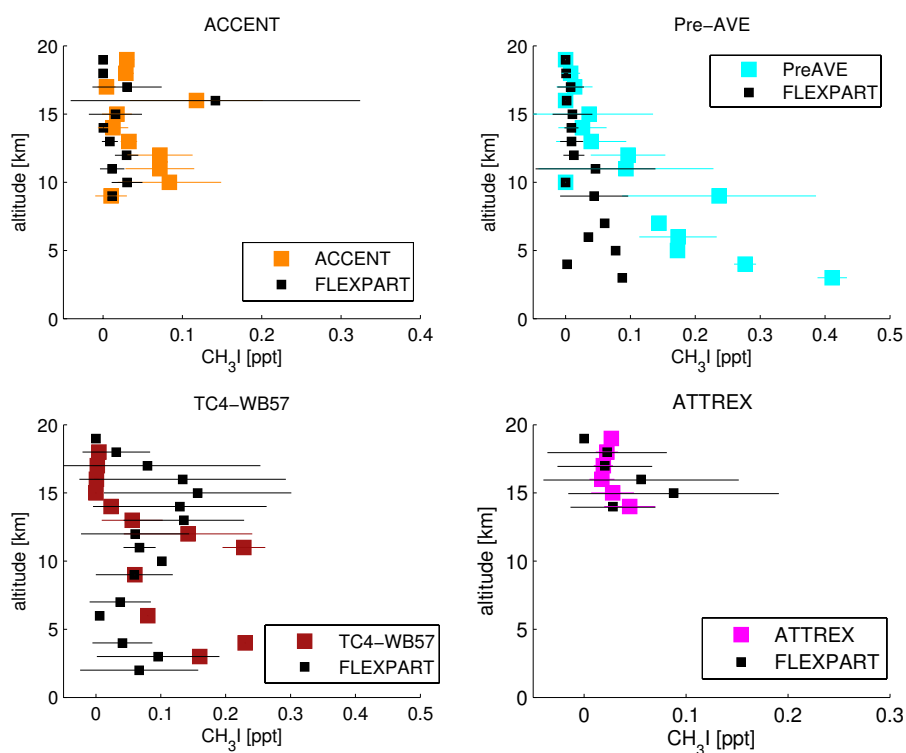 ACCENT
20
15
10
5
0
altitude [km]
0
0.1
0.2
0.3
0.4
CH3I [ppt]
ACCENT
FLEXPART
Pre−AVE
20
15
10
5
0
altitude [km]
0
0.1
0.2
0.3
0.4
0.5
CH3I [ppt]
PreAVE
FLEXPART
TC4−WB57
20
15
10
5
0
altitude [km]
0
0.1
0.2
0.3
0.4
0.5
CH3I [ppt]
TC4−WB57
FLEXPART
ATTREX
20
15
10
5
0
altitude [km]
0
0.1
0.2
0.3
CH3I [ppt]
ATTREX
FLEXPART